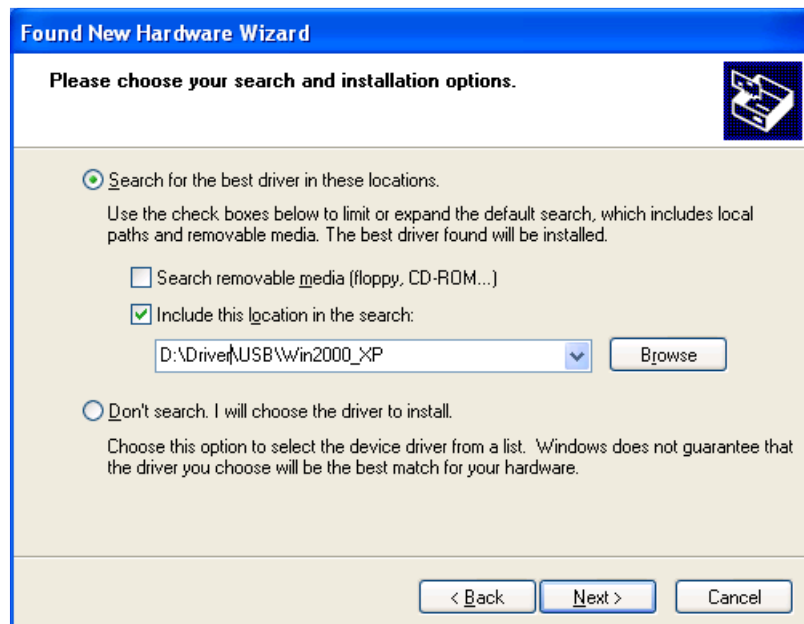 Found New Hardware Wizard
Please choose your search and installation options.
Search for the best driver in these locations.
Use the check boxes below to limit or expand the default search, which includes local
paths and removable media. The best driver found will be installed.
Search removable media (floppy, CD-ROM...)
Include this location in the search:
D:\Driver\USB\Win2000_XP
Browse
Don't search. I will choose the driver to install.
Choose this option to select the device driver from a list. Windows does not guarantee that
the driver you choose will be the best match for your hardware.
< Back
Next >
Cancel